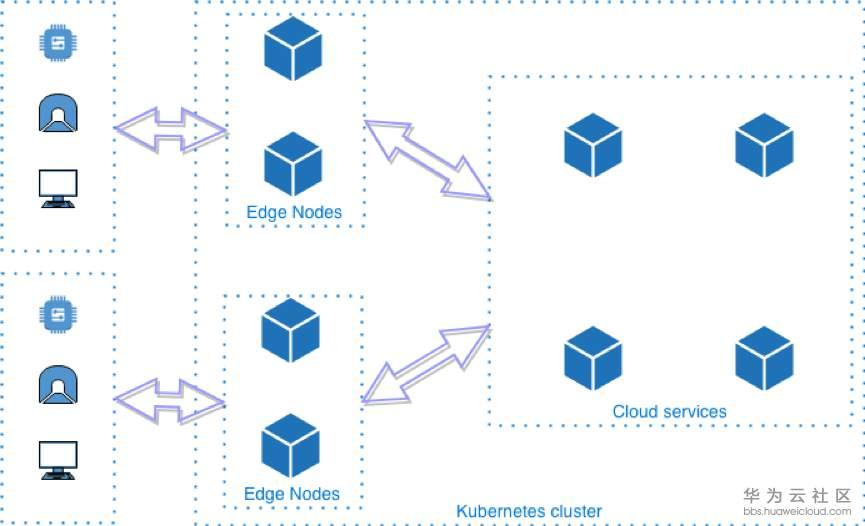 Edge Nodes
Cloud services
Edge Nodes
Kubernetes cluster
华为云社区
bbs.huaweicloud.com